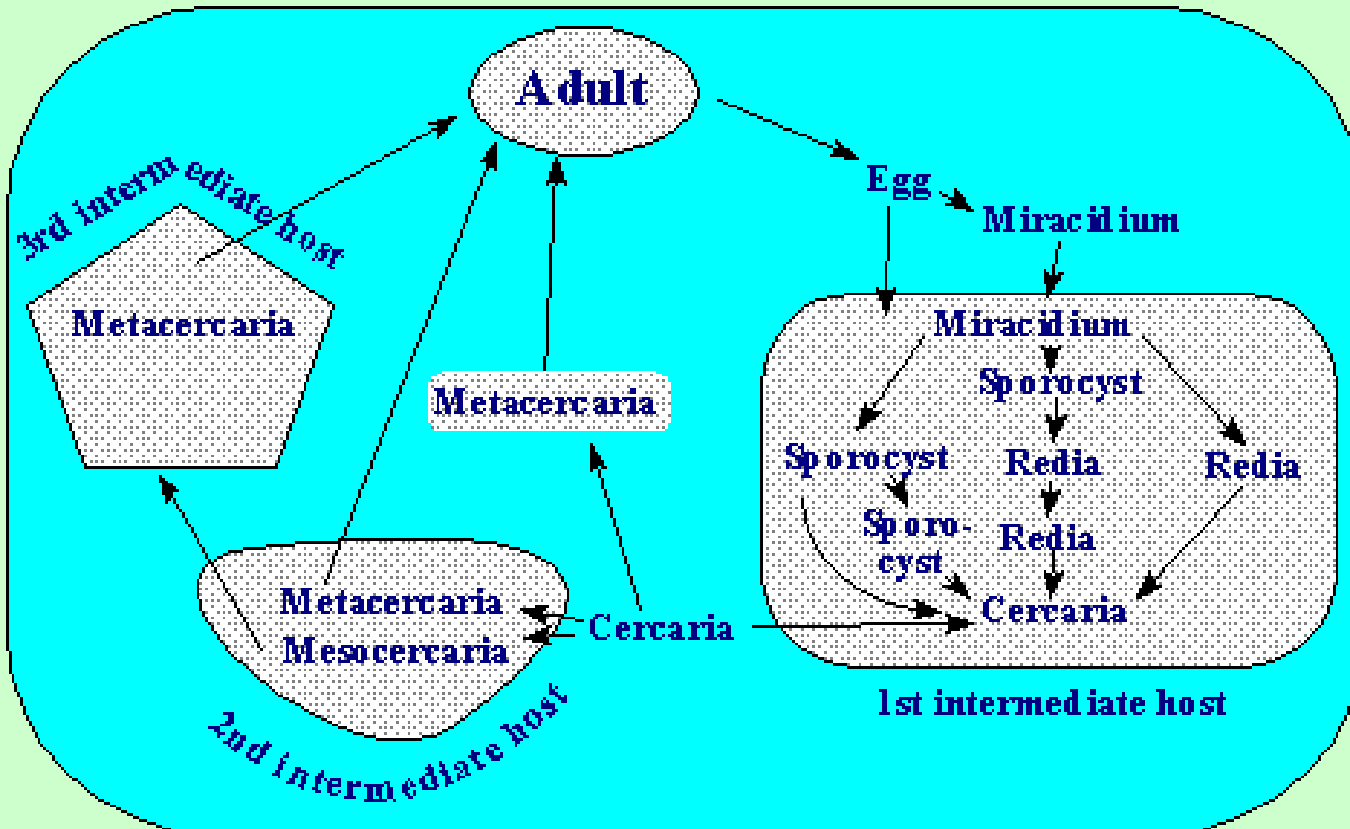 Adult
Egg
Miracidium
3rd intermediate host
Metacercaria
Metacercaria
Miracidium
Sporocyst
Sporocyst
Redia
Redia
Sporo-
cyst
Redia
Cercaria
Metacercaria
Mesocercaria
Cercaria
1st intermediate host
2nd intermediate host